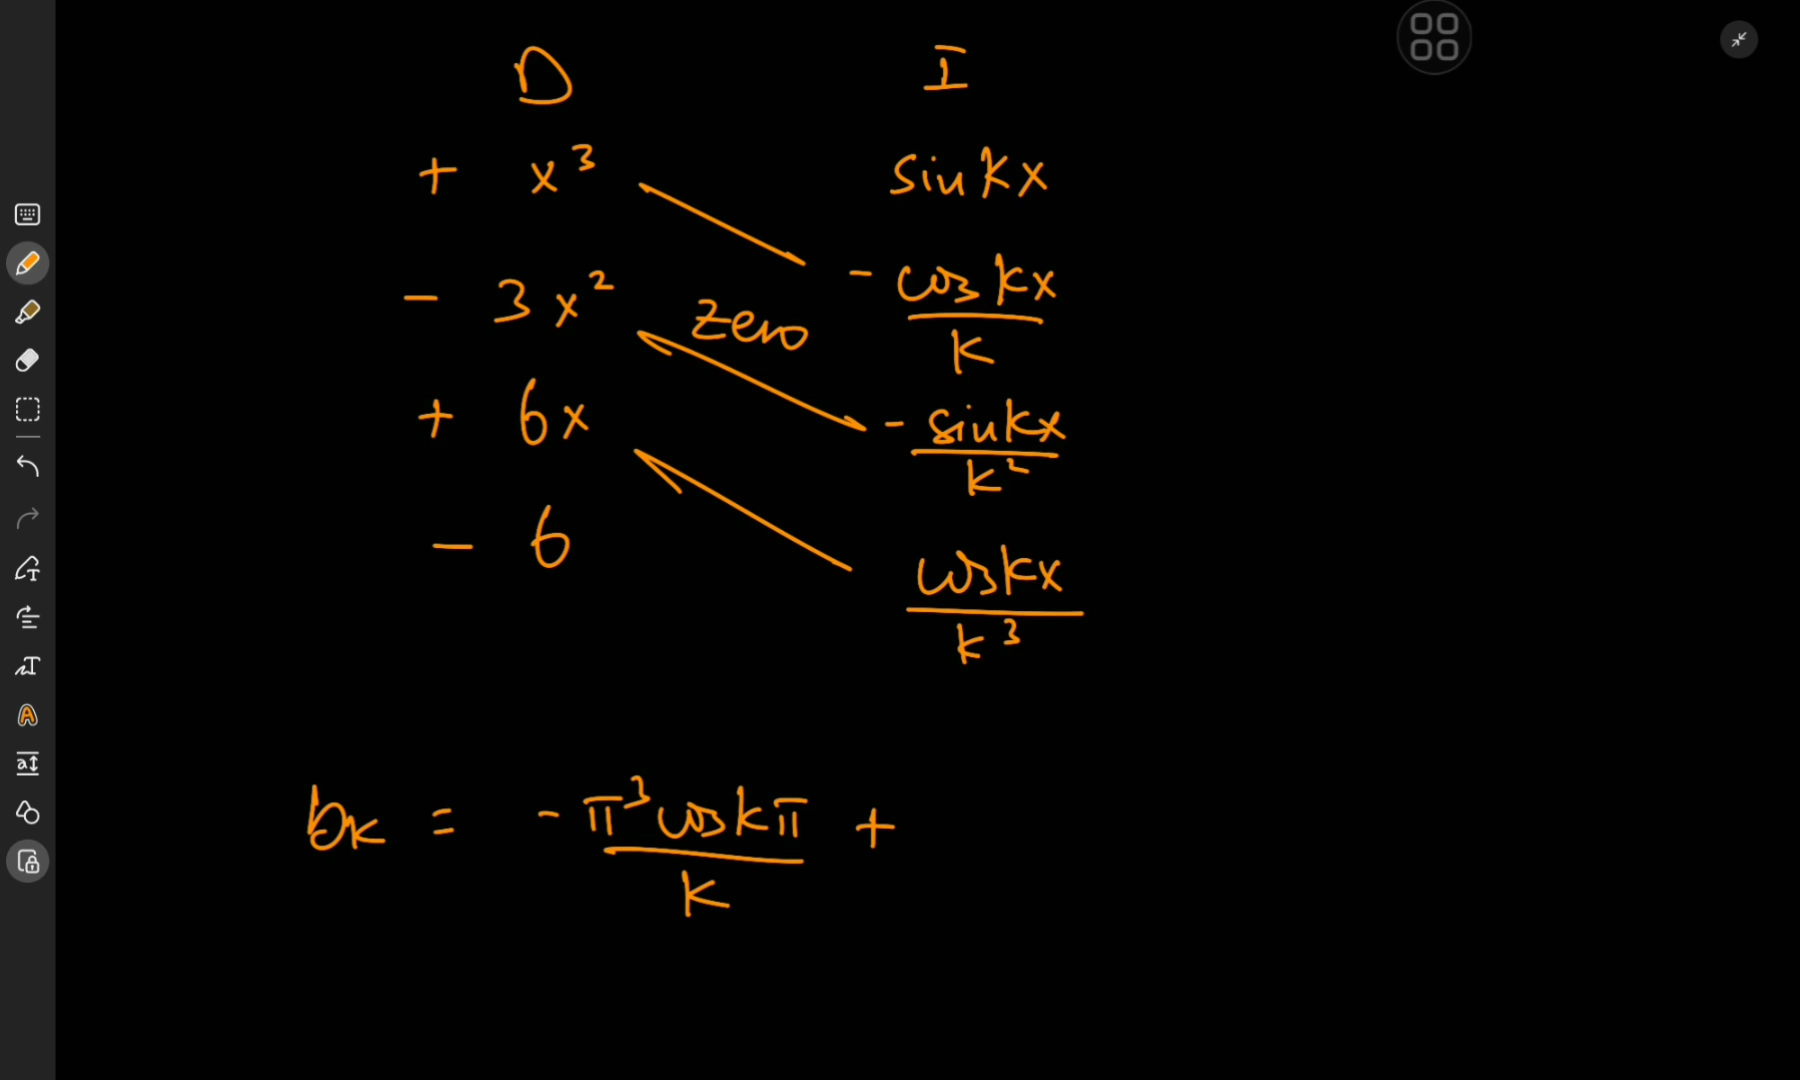 D I
+ x³ sin kx
- 3x² zero - cos kx / k
+ 6x - sin kx / k²
- 6 cos kx / k³
bk = - π³ cos kπ / k +